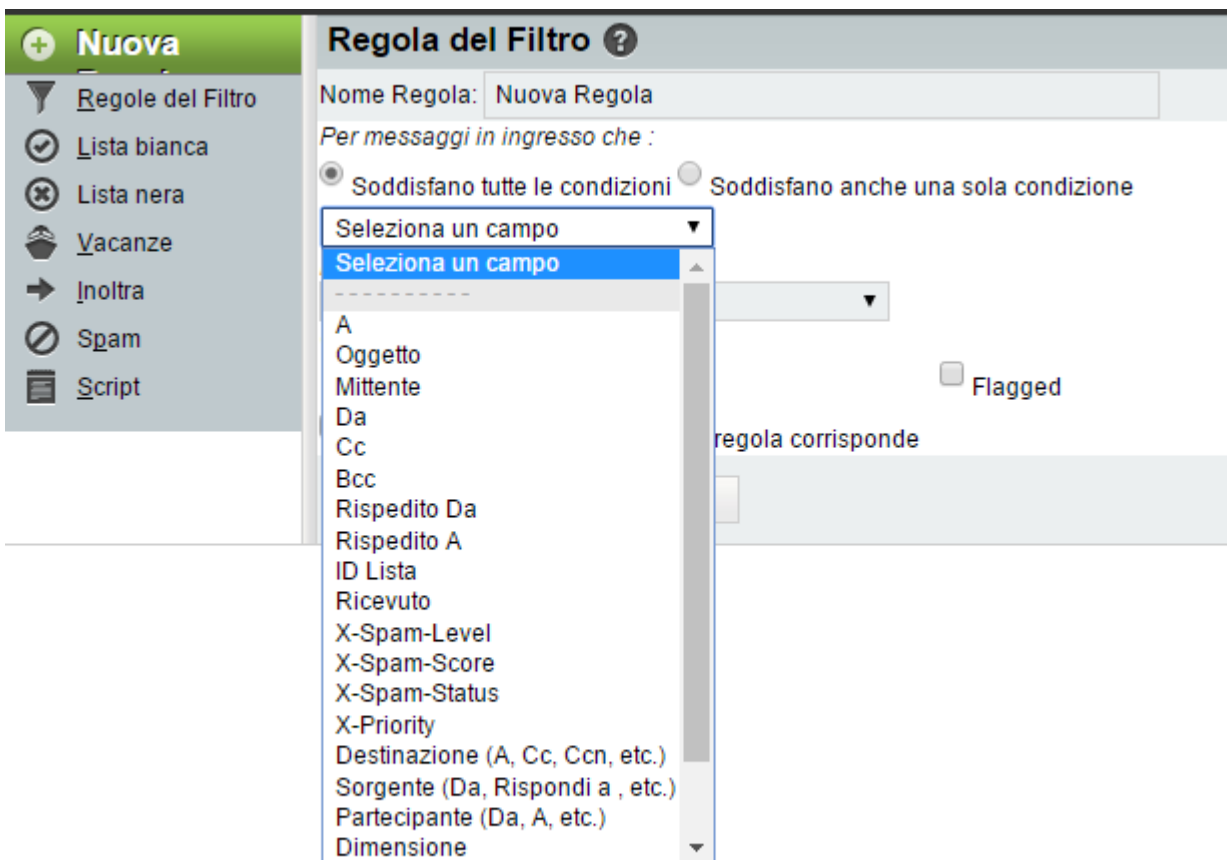 Nuova
Regole del Filtro
Lista bianca
Lista nera
Vacanze
Inoltra
Spam
Script
Regola del Filtro ?
Nome Regola: Nuova Regola
Per messaggi in ingresso che :
Soddisfano tutte le condizioni Soddisfano anche una sola condizione
Seleziona un campo
Seleziona un campo
----------
A
Oggetto
Mittente
Da
Cc
Bcc
Rispedito Da
Rispedito A
ID Lista
Ricevuto
X-Spam-Level
X-Spam-Score
X-Spam-Status
X-Priority
Destinazione (A, Cc, Ccn, etc.)
Sorgente (Da, Rispondi a , etc.)
Partecipante (Da, A, etc.)
Dimensione
Flagged
regola corrisponde